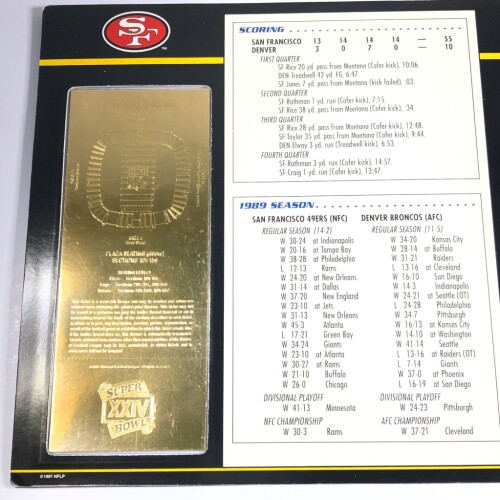 SF
TM
SCORING
SAN FRANCISCO 13 14 14 14 — 55
DENVER 3 0 7 0 — 10
FIRST QUARTER
SF-Rice 20 yd. pass from Montana (Cofer kick), 10:06.
DEN-Treadwell 42 yd. FG, 6:47.
SF-Jones 7 yd. pass from Montana (kick failed), :03.
SECOND QUARTER
SF-Rathman 1 yd. run (Cofer kick), 7:15.
SF-Rice 38 yd. pass from Montana (Cofer kick), :34.
THIRD QUARTER
SF-Rice 28 yd. pass from Montana (Cofer kick), 12:48.
SF-Taylor 35 yd. pass from Montana (Cofer kick), 9:44.
DEN-Elway 3 yd. run (Treadwell kick), 6:53.
FOURTH QUARTER
SF-Rathman 3 yd. run (Cofer kick), 14:57.
SF-Craig 1 yd. run (Cofer kick), 13:47.
1989 SEASON
SAN FRANCISCO 49ERS (NFC)
REGULAR SEASON (14-2)
W 30-24 at Indianapolis
W 20-16 at Tampa Bay
W 38-28 at Philadelphia
L 12-13 Rams
W 24-20 at New Orleans
W 31-14 at Dallas
W 37-20 New England
W 23-10 at Jets
W 31-13 New Orleans
W 45-3 Atlanta
L 17-21 Green Bay
W 34-24 Giants
W 23-10 at Atlanta
W 30-27 at Rams
W 21-10 Buffalo
W 26-0 Chicago
DIVISIONAL PLAYOFF
W 41-13 Minnesota
NFC CHAMPIONSHIP
W 30-3 Rams
DENVER BRONCOS (AFC)
REGULAR SEASON (11-5)
W 34-20 Kansas City
W 28-14 at Buffalo
W 31-21 Raiders
L 13-16 at Cleveland
W 16-10 San Diego
W 14-3 Indianapolis
W 24-21 at Seattle (OT)
L 24-28 Philadelphia
W 34-7 Pittsburgh
W 16-13 at Kansas City
W 14-10 at Washington
W 41-14 Seattle
L 13-16 at Raiders (OT)
L 7-14 Giants
W 37-0 at Phoenix
L 16-19 at San Diego
DIVISIONAL PLAYOFF
W 24-23 Pittsburgh
AFC CHAMPIONSHIP
W 37-21 Cleveland
GATE A
PLAZA SEATING (Lower)
SUPER
XXIV
BOWL
©1997 NFLP